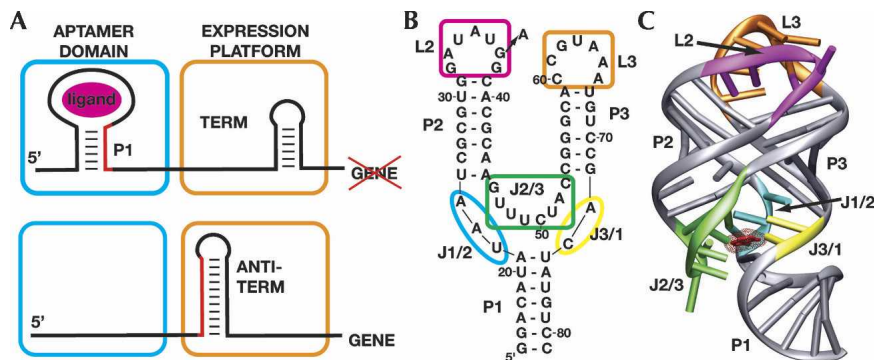 A
APTAMER DOMAIN
EXPRESSION PLATFORM
ligand
P1
5'
TERM
GENE
ANTI-TERM
5'
GENE
B
L2
A U A U G A
G G G
30 U - A 40
G - C
P2
C - G
G - C
C - A
U - A
C G U A A
L3
60 C C A
A - U
C - G
P3
G - U
G - C 70
G - C
C - G
C A
G U U U C U A
J2/3
50
A A U
J1/2
A C
J3/1
20 A - U
U - A
P1
A - U
C - G
A - U
G - C 80
G - C
5'
C
L3
L2
P2
P3
J1/2
J3/1
J2/3
P1